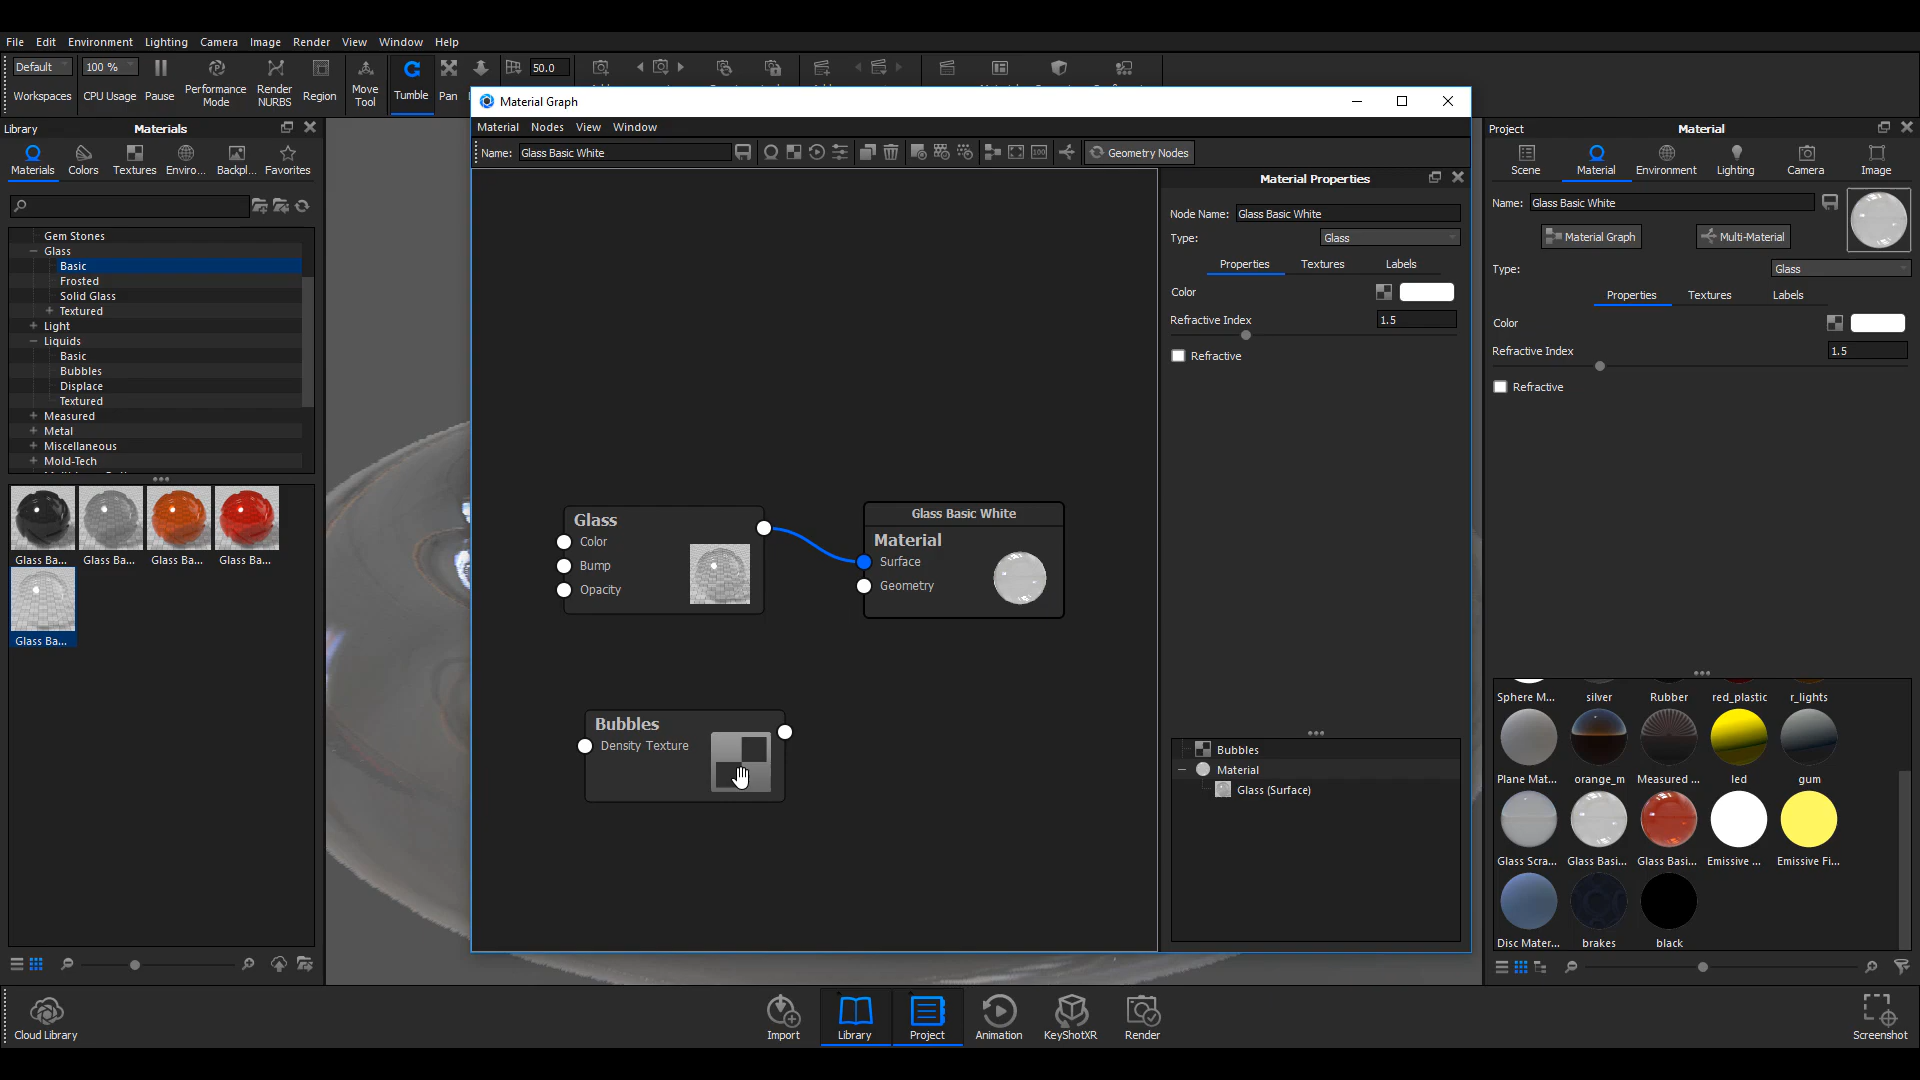 File Edit Environment Lighting Camera Image Render View Window Help
Default 100 % 50.0
Workspaces CPU Usage Pause Performance Mode Render NURBS Region Move Tool Tumble Pan
Material Graph
Material Nodes View Window
Name: Glass Basic White Geometry Nodes
Library Materials
Materials Colors Textures Enviro... Backpl... Favorites
Gem Stones
Glass
Basic
Frosted
Solid Glass
Textured
Light
Liquids
Basic
Bubbles
Displace
Textured
Measured
Metal
Miscellaneous
Mold-Tech
Glass Ba... Glass Ba... Glass Ba... Glass Ba...
Glass Ba...
Glass
Color
Bump
Opacity
Glass Basic White
Material
Surface
Geometry
Bubbles
Density Texture
Material Properties
Node Name: Glass Basic White
Type: Glass
Properties Textures Labels
Color
Refractive Index 1.5
Refractive
Bubbles
Material
Glass (Surface)
Project Material
Scene Material Environment Lighting Camera Image
Name: Glass Basic White
Material Graph Multi-Material
Type: Glass
Properties Textures Labels
Color
Refractive Index 1.5
Refractive
Sphere M... silver Rubber red_plastic r_lights
Plane Mat... orange_m Measured ... led gum
Glass Scra... Glass Basi... Glass Basi... Emissive ... Emissive Fi...
Disc Mater... brakes black
Cloud Library Import Library Project Animation KeyShotXR Render Screenshot